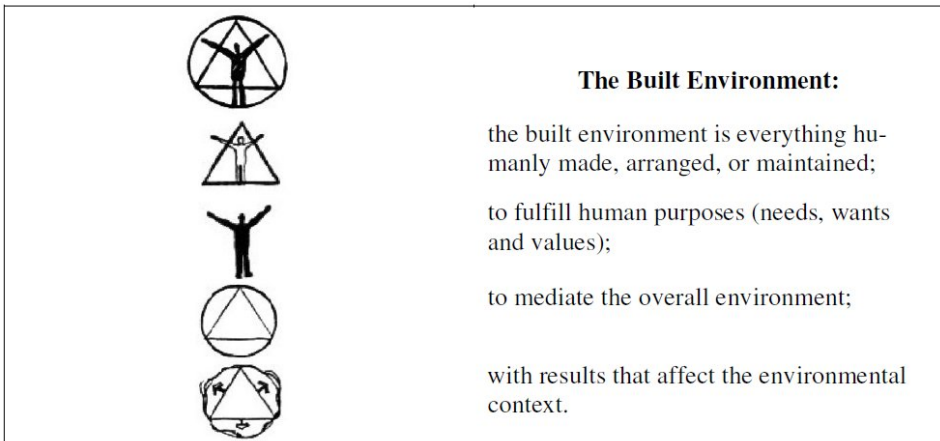 The Built Environment:
the built environment is everything hu-
manly made, arranged, or maintained;
to fulfill human purposes (needs, wants
and values);
to mediate the overall environment;
with results that affect the environmental
context.